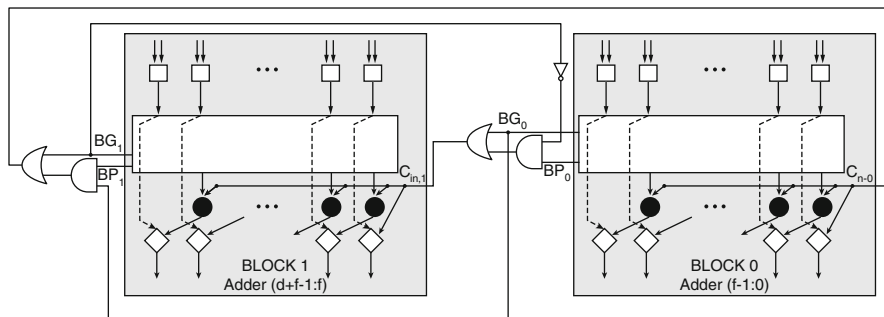 BG1
BP1
Cin,1
BG0
BP0
Cn-0
•••
•••
•••
•••
BLOCK 1
Adder (d+f-1:f)
BLOCK 0
Adder (f-1:0)